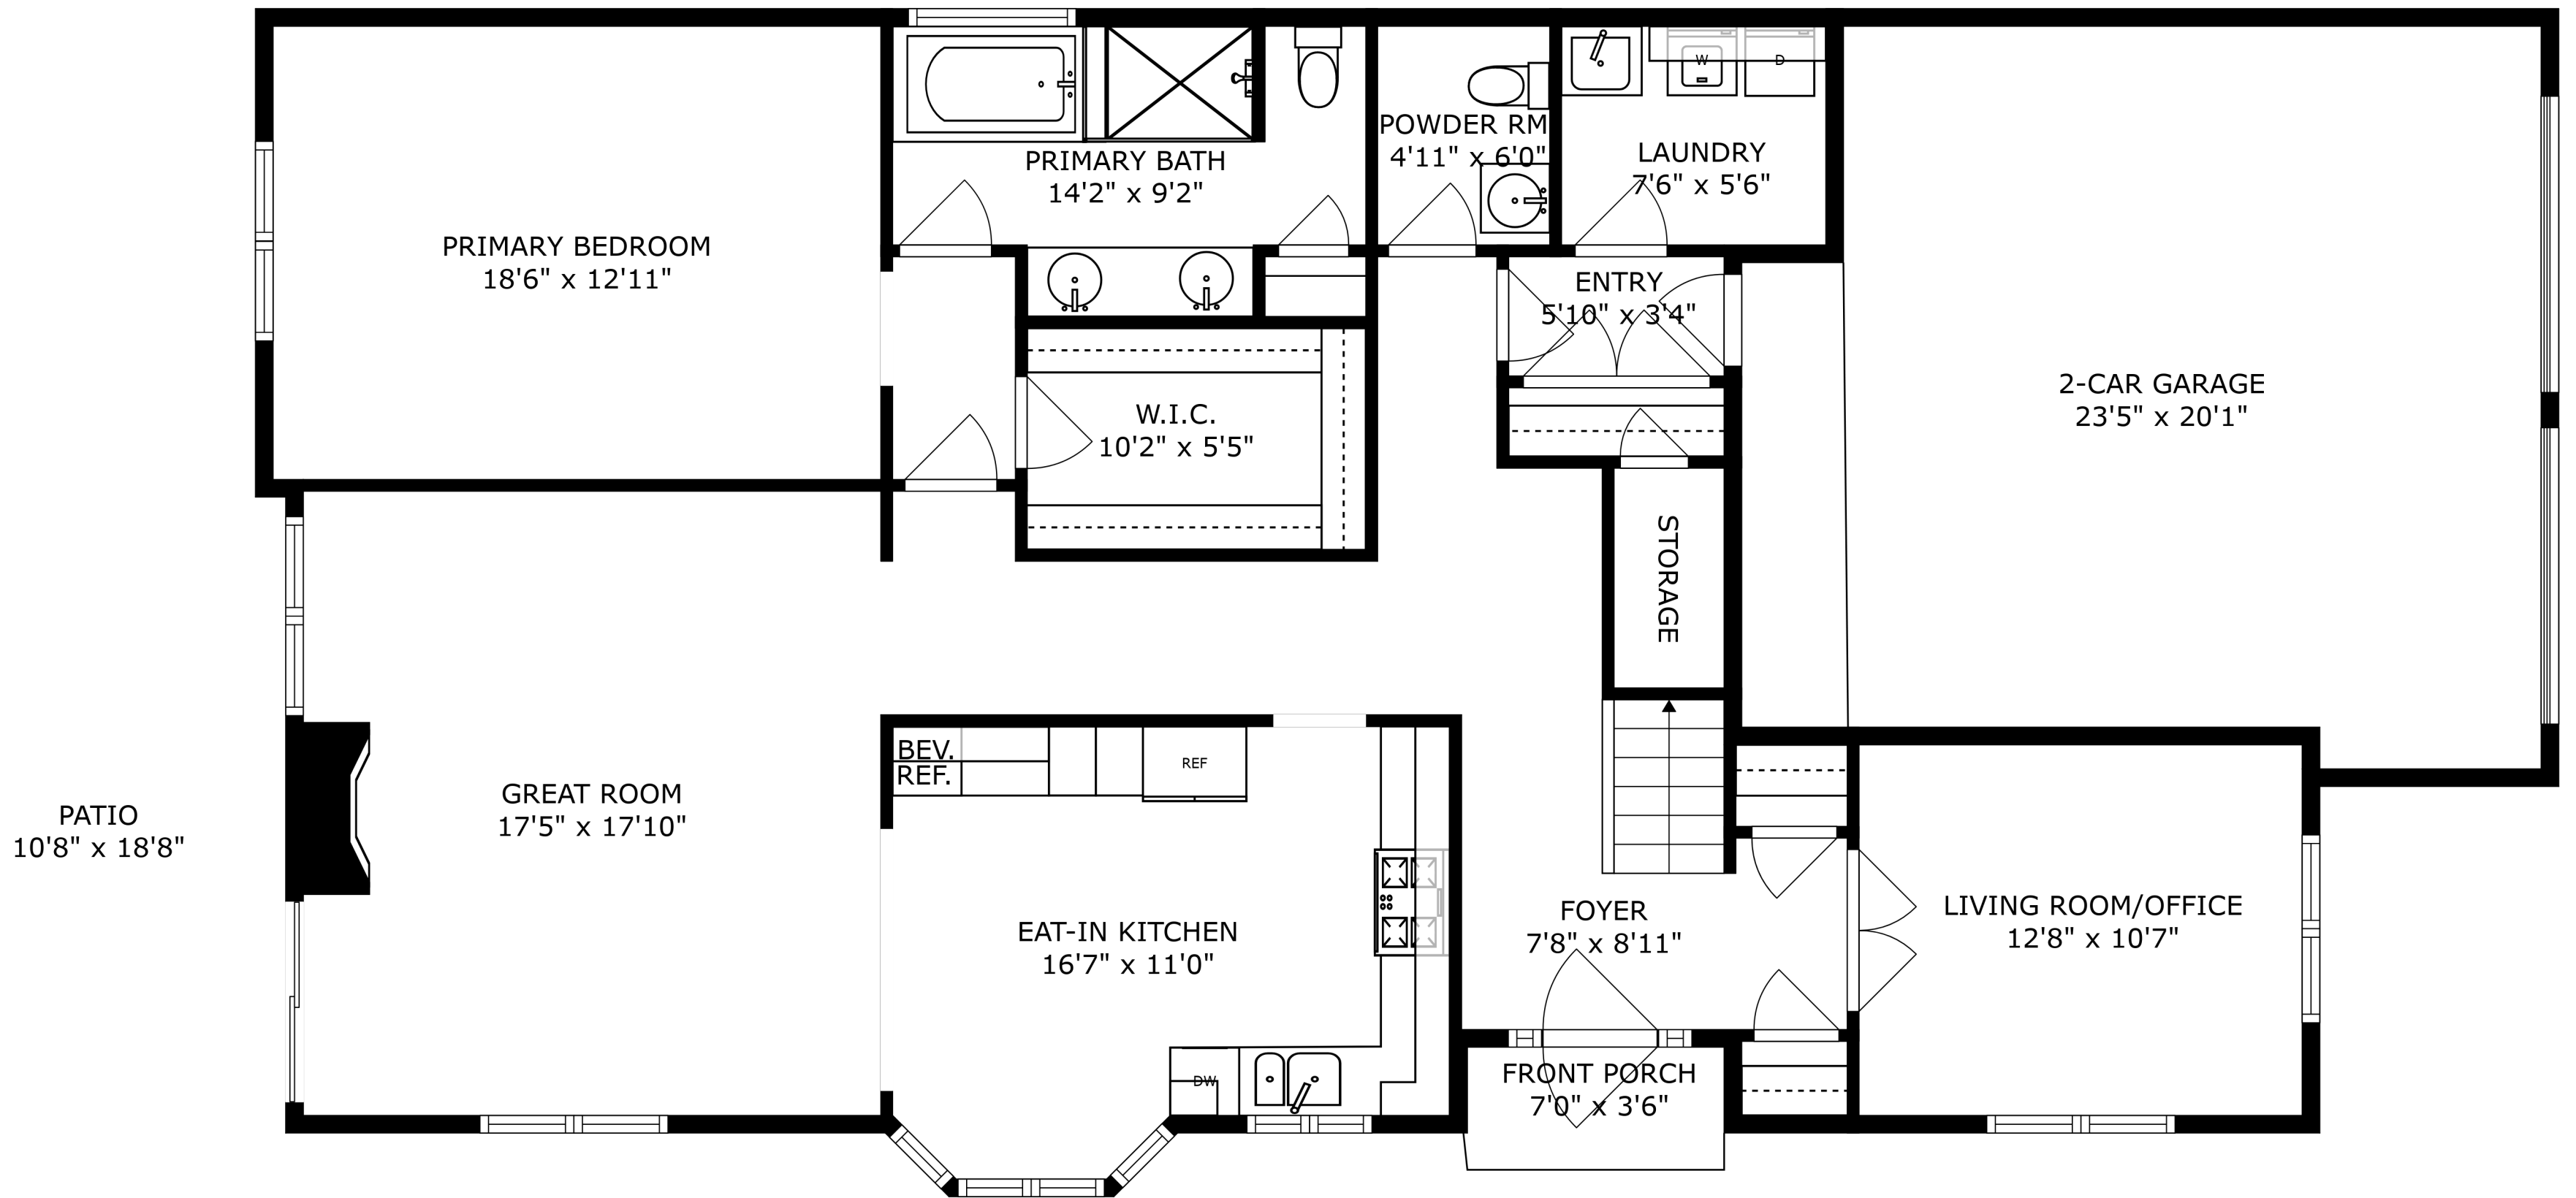 PRIMARY BEDROOM
18'6" x 12'11"
PRIMARY BATH
14'2" x 9'2"
POWDER RM
4'11" x 6'0"
LAUNDRY
7'6" x 5'6"
W
D
ENTRY
5'10" x 3'4"
W.I.C.
10'2" x 5'5"
2-CAR GARAGE
23'5" x 20'1"
STORAGE
PATIO
10'8" x 18'8"
GREAT ROOM
17'5" x 17'10"
BEV.
REF.
REF
EAT-IN KITCHEN
16'7" x 11'0"
DW
FOYER
7'8" x 8'11"
LIVING ROOM/OFFICE
12'8" x 10'7"
FRONT PORCH
7'0" x 3'6"